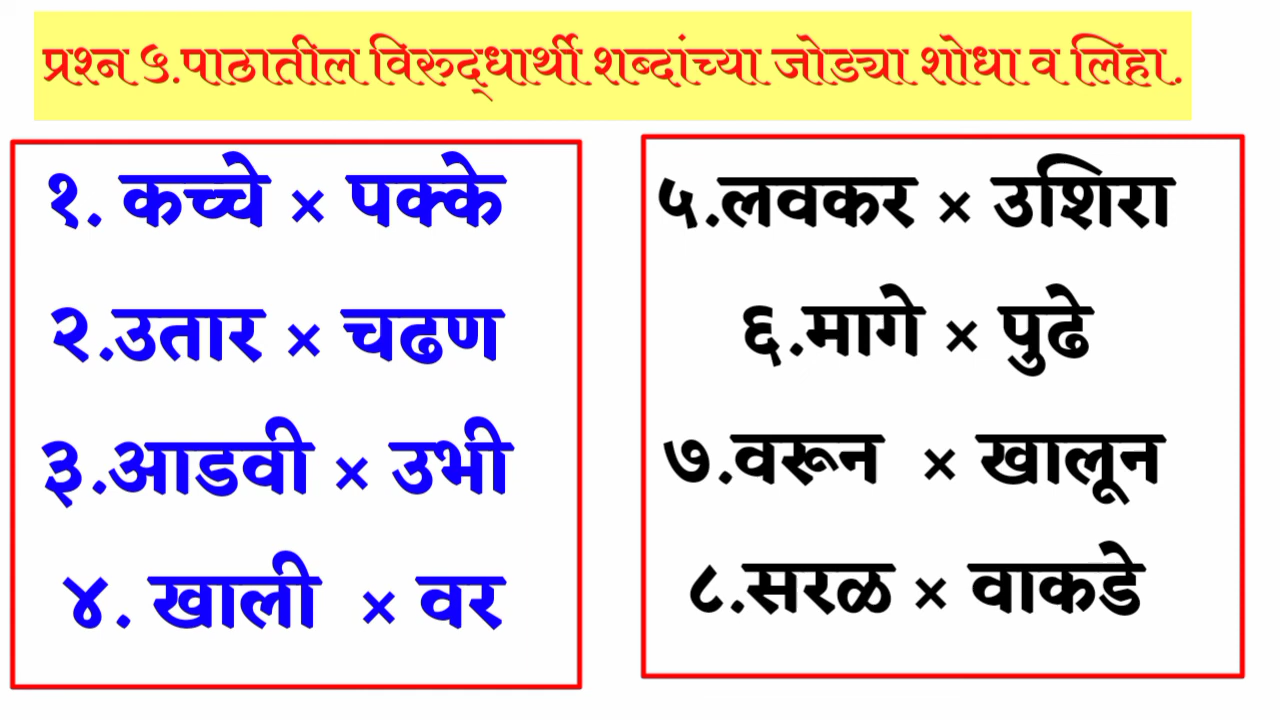 प्रश्न ५.पाठातील विरुद्धार्थी शब्दांच्या जोड्या शोधा व लिहा.
१. कच्चे × पक्के
२.उतार × चढण
३.आडवी × उभी
४. खाली × वर
५.लवकर × उशिरा
६.मागे × पुढे
७.वरून × खालून
८.सरळ × वाकडे